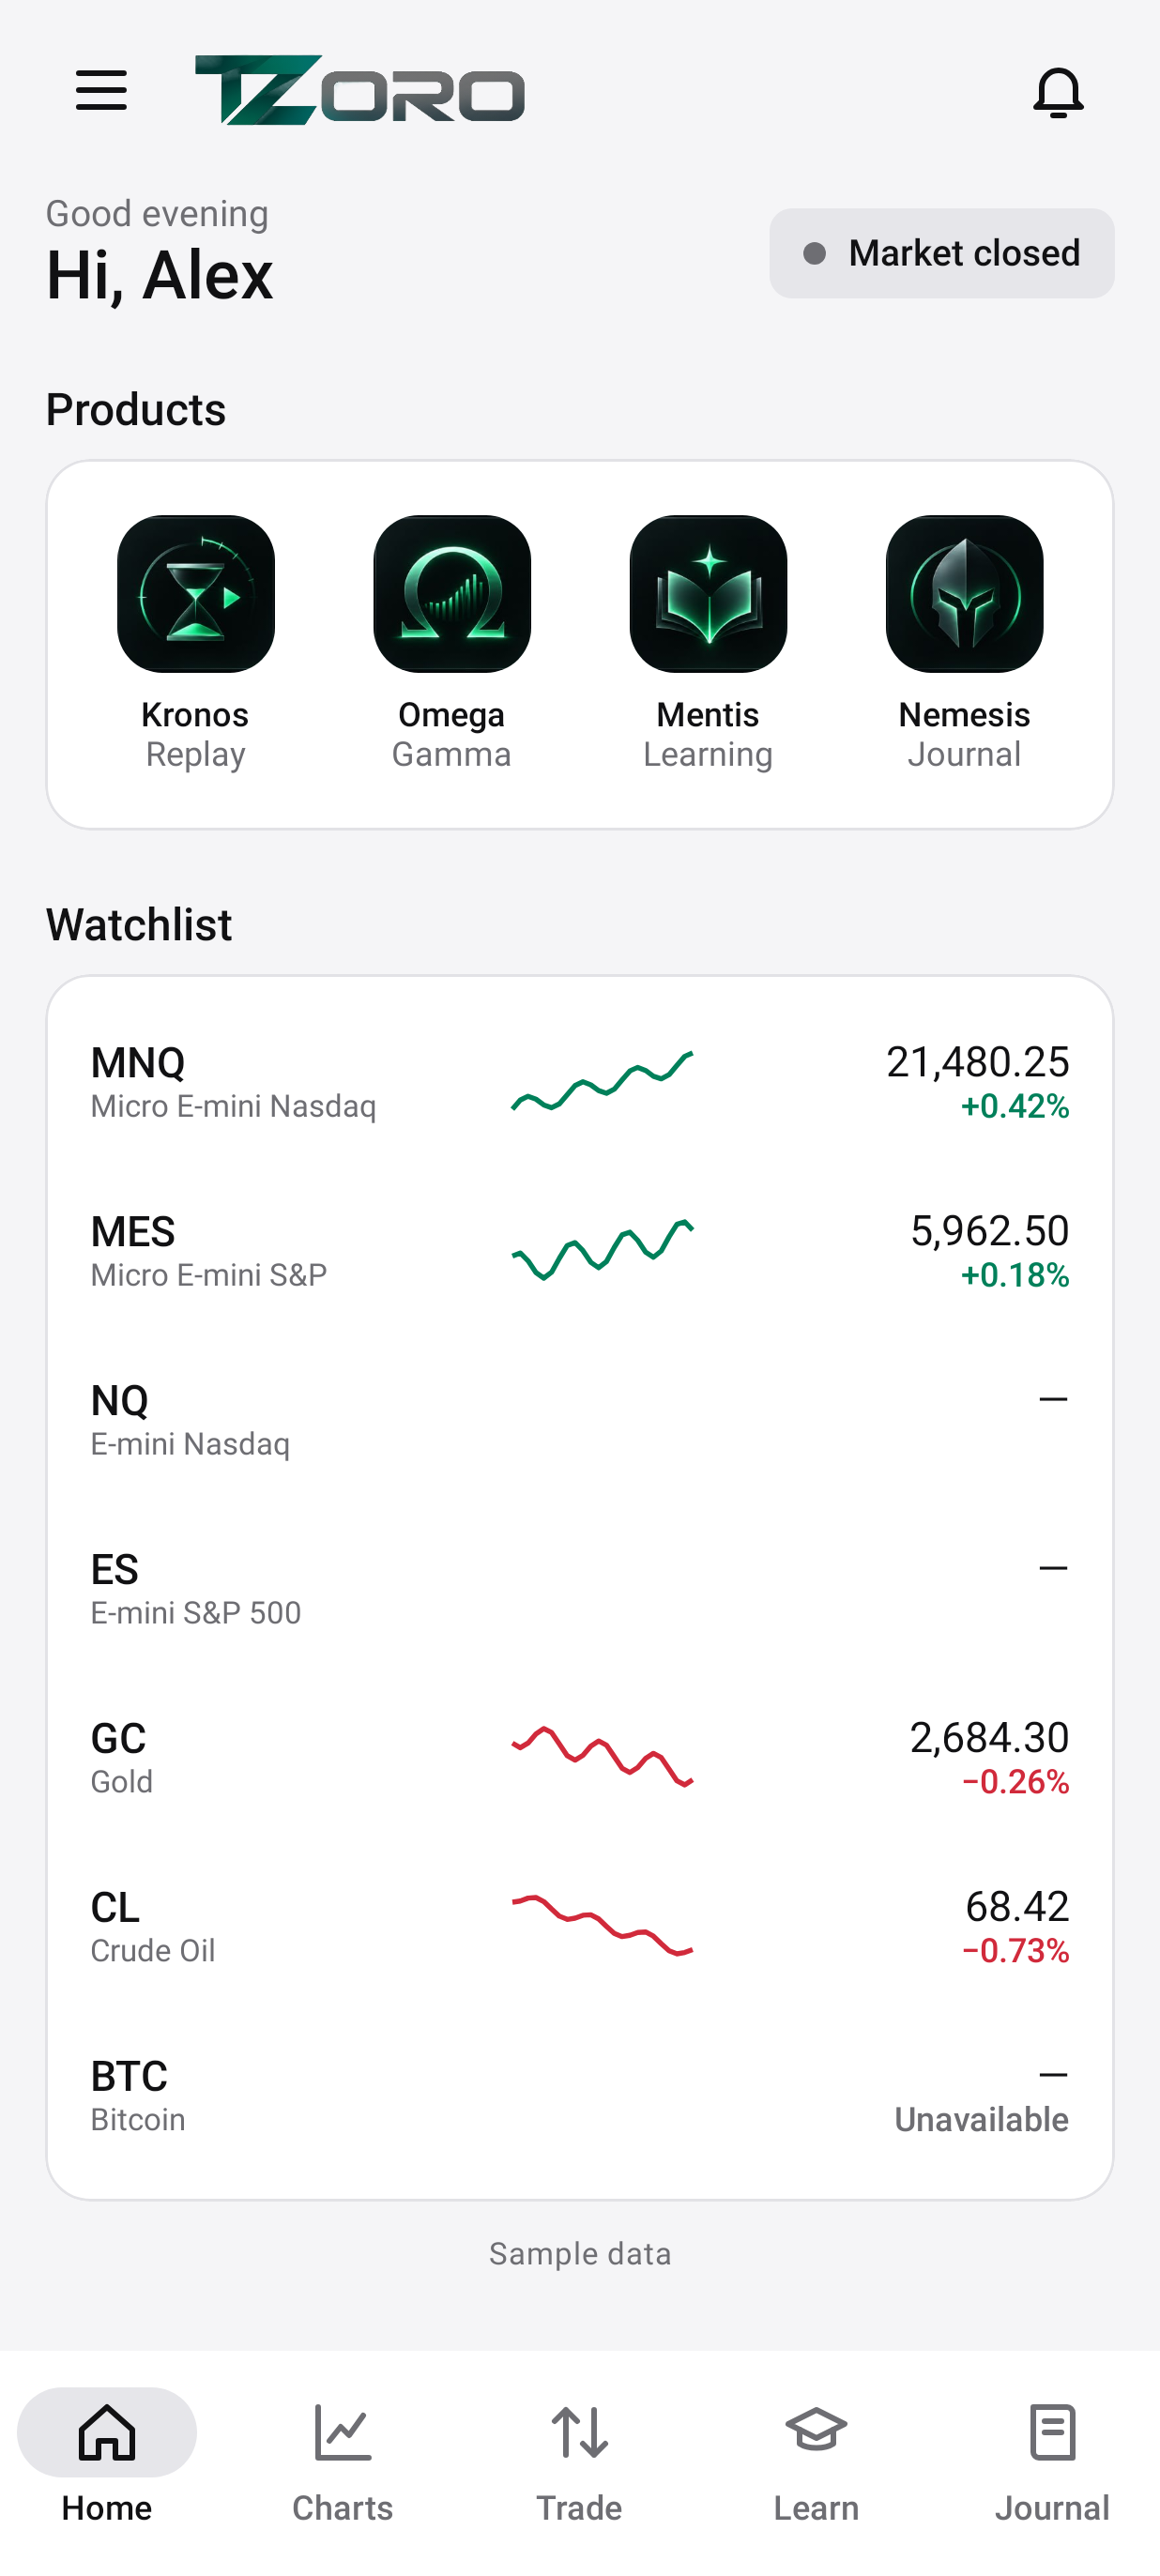 TZORO
Good evening
Hi, Alex
Market closed
Products
Kronos
Replay
Omega
Gamma
Mentis
Learning
Nemesis
Journal
Watchlist
MNQ
Micro E-mini Nasdaq
21,480.25
+0.42%
MES
Micro E-mini S&P
5,962.50
+0.18%
NQ
E-mini Nasdaq
—
ES
E-mini S&P 500
—
GC
Gold
2,684.30
−0.26%
CL
Crude Oil
68.42
−0.73%
BTC
Bitcoin
—
Unavailable
Sample data
Home
Charts
Trade
Learn
Journal